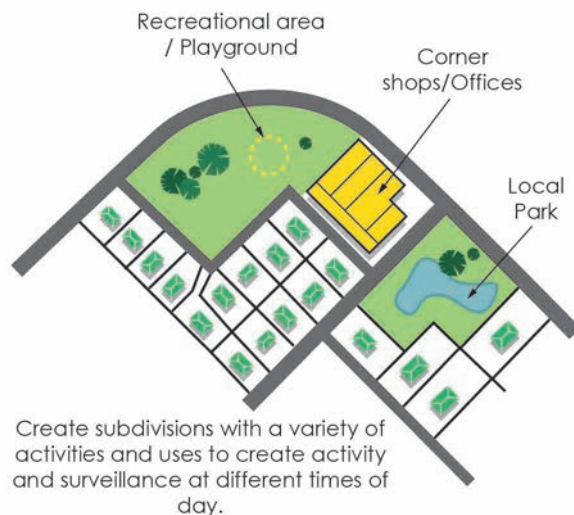 Recreational area
/ Playground
Corner
shops/Offices
Local
Park
Create subdivisions with a variety of
activities and uses to create activity
and surveillance at different times of
day.